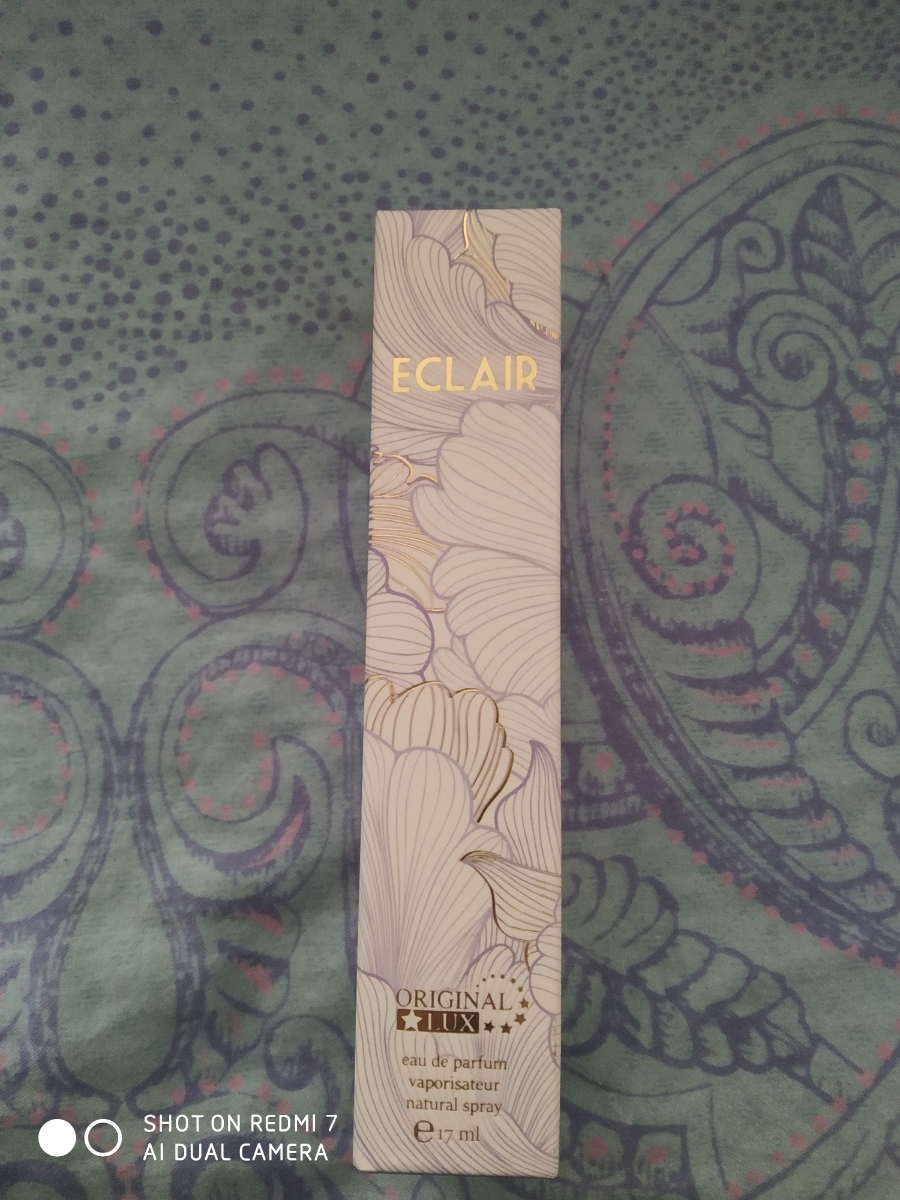 ECLAIR
ORIGINAL
LUX
eau de parfum
vaporisateur
natural spray
e 17 ml
SHOT ON REDMI 7
AI DUAL CAMERA